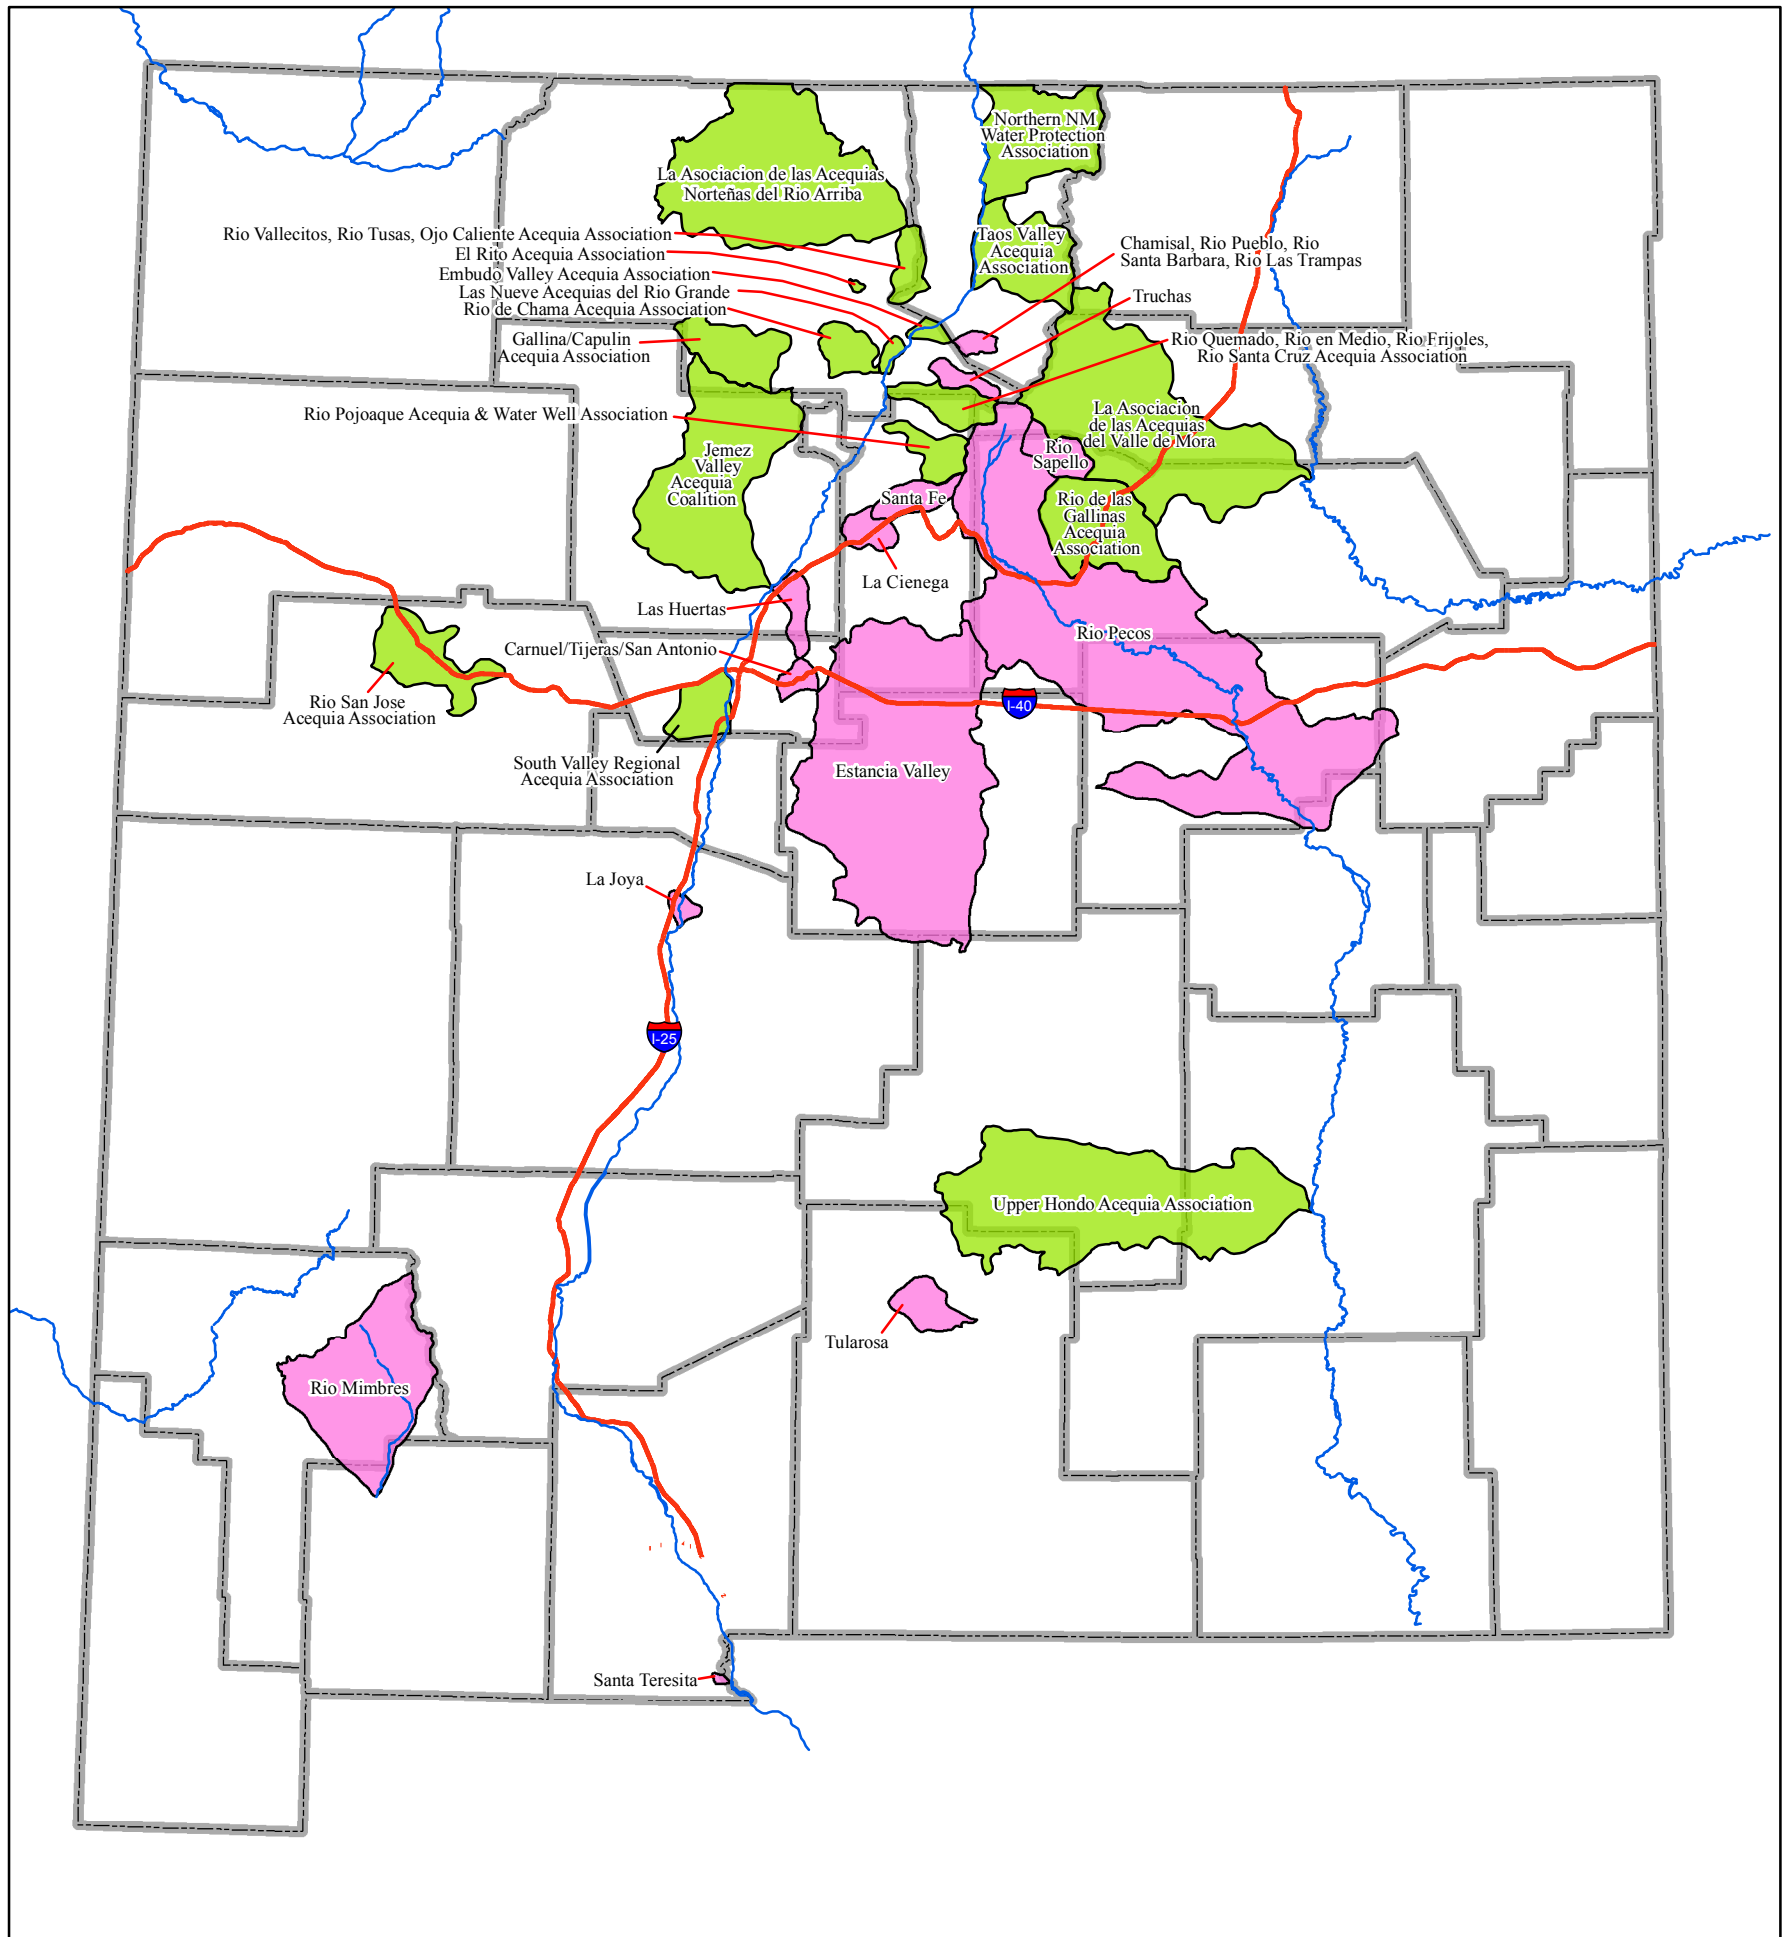 Northern NM
Water Protection
Association
La Asociacion de las Acequias
Norteñas del Rio Arriba
Rio Vallecitos, Rio Tusas, Ojo Caliente Acequia Association
El Rito Acequia Association
Embudo Valley Acequia Association
Las Nueve Acequias del Rio Grande
Rio de Chama Acequia Association
Gallina/Capulin
Acequia Association
Taos Valley
Acequia
Association
Chamisal, Rio Pueblo, Rio
Santa Barbara, Rio Las Trampas
Truchas
Rio Quemado, Rio en Medio, Rio Frijoles,
Rio Santa Cruz Acequia Association
Rio Pojoaque Acequia & Water Well Association
La Asociacion
de las Acequias
del Valle de Mora
Rio
Sapello
Jemez
Valley
Acequia
Coalition
Santa Fe
Rio de las
Gallinas
Acequia
Association
La Cienega
Las Huertas
Rio Pecos
Carnuel/Tijeras/San Antonio
Rio San Jose
Acequia Association
I-40
South Valley Regional
Acequia Association
Estancia Valley
La Joya
I-25
Upper Hondo Acequia Association
Tularosa
Rio Mimbres
Santa Teresita